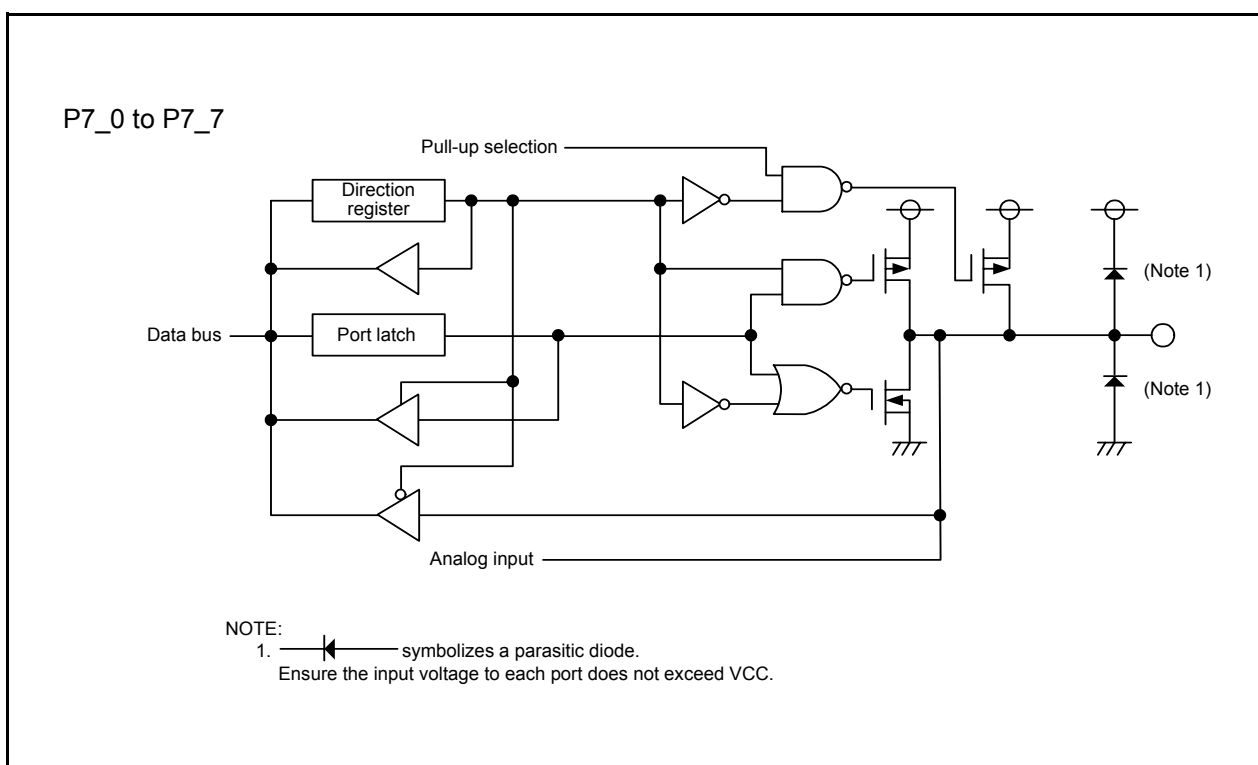 P7_0 to P7_7
Pull-up selection
Direction
register
(Note 1)
Data bus
Port latch
(Note 1)
Analog input
NOTE:
1. symbolizes a parasitic diode.
Ensure the input voltage to each port does not exceed VCC.